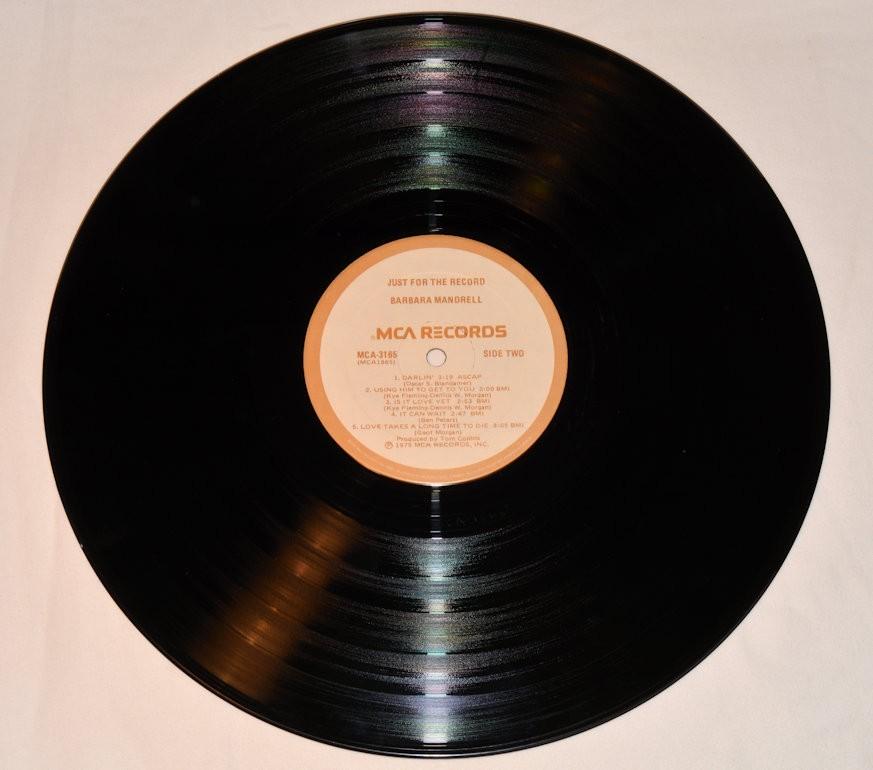 JUST FOR THE RECORD
BARBARA MANDRELL
MCA RECORDS
MCA-3165 SIDE TWO
(MCA1865)
1. DARLIN' 3:19 ASCAP
(Oscar S. Blandamer)
2. USING HIM TO GET TO YOU 3:00 BMI
(Kye Fleming-Dennis W. Morgan)
3. IS IT LOVE YET 2:53 BMI
(Kye Fleming-Dennis W. Morgan)
4. IT CAN WAIT 2:47 BMI
(Ben Peters)
5. LOVE TAKES A LONG TIME TO DIE 3:05 BMI
(Geof Morgan)
Produced by Tom Collins
Ⓟ 1979 MCA RECORDS, INC.